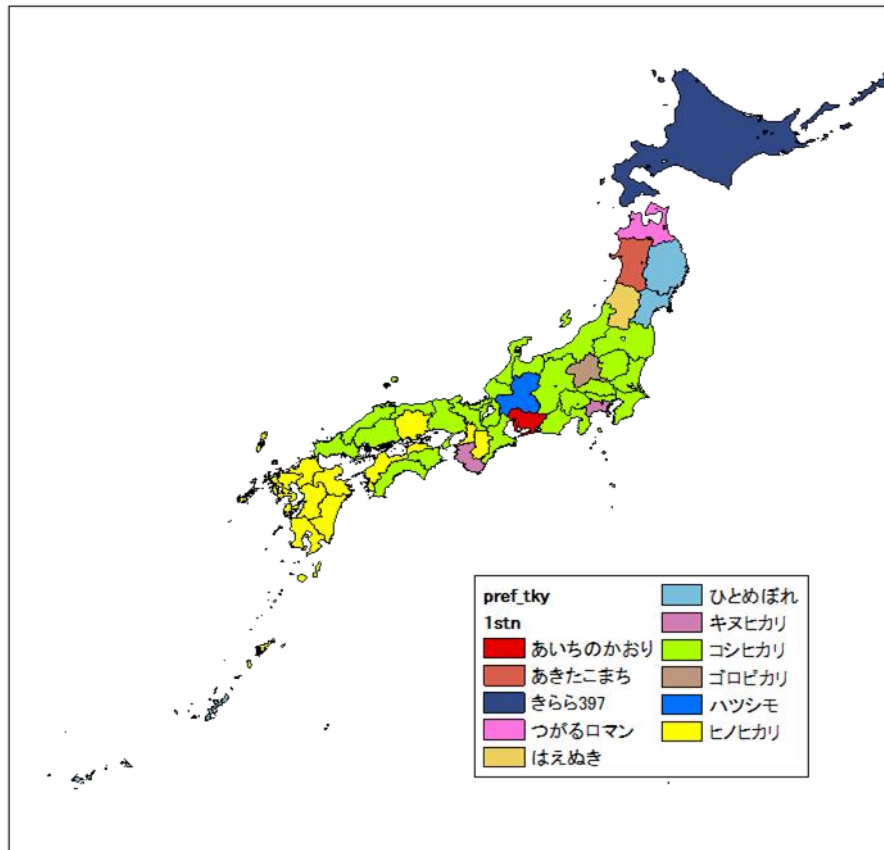 pref_tky
1stn
あいちのかおり
あきたこまち
きらら397
つがるロマン
はえぬき
ひとめぼれ
キヌヒカリ
コシヒカリ
ゴロピカリ
ハツシモ
ヒノヒカリ